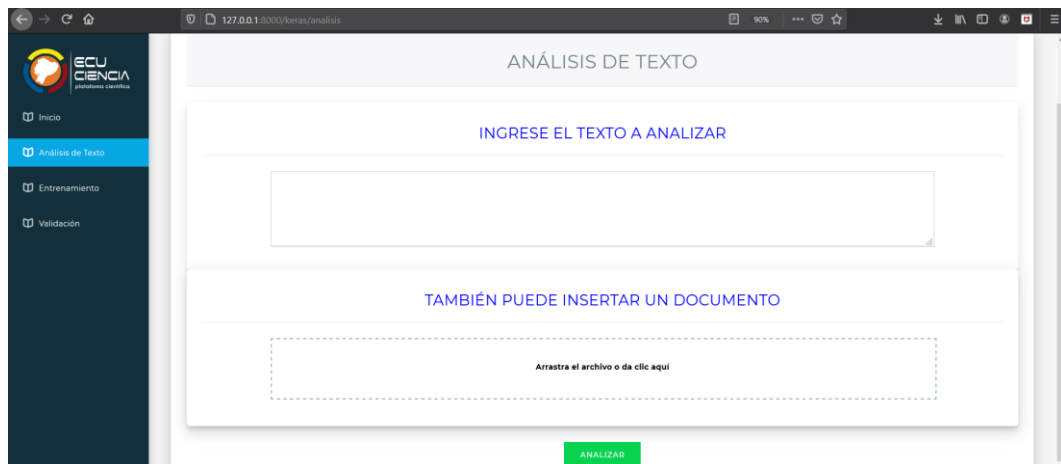 127.0.0.1:8000/keras/analisis
90%
ECU
CIENCIA
plataforma científica
Inicio
Análisis de Texto
Entrenamiento
Validación
ANÁLISIS DE TEXTO
INGRESE EL TEXTO A ANALIZAR
TAMBIÉN PUEDE INSERTAR UN DOCUMENTO
Arrastra el archivo o da clic aquí
ANALIZAR